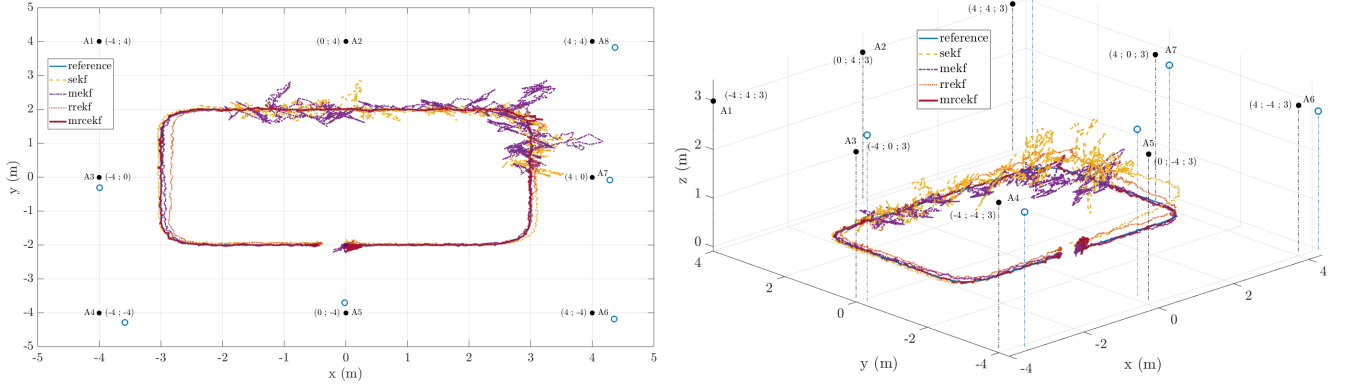 5
4
3
2
1
0
-1
-2
-3
-4
-5
y (m)
A1 (-4 ; 4)
(0 ; 4) A2
(4 ; 4) A8
reference
sekf
mekf
rrekf
mrcekf
A3 (-4 ; 0)
(4 ; 0) A7
A4 (-4 ; -4)
(0 ; -4) A5
(4 ; -4) A6
-5 -4 -3 -2 -1 0 1 2 3 4 5
x (m)
(4 ; 4 ; 3)
A2
(0 ; 4 ; 3)
reference
sekf
mekf
rrekf
mrcekf
A7
(4 ; 0 ; 3)
(-4 ; 4 ; 3)
A1
A6
(4 ; -4 ; 3)
A3
(-4 ; 0 ; 3)
A5
(0 ; -4 ; 3)
A4
(-4 ; -4 ; 3)
3
2
1
0
z (m)
4
2
0
-2
-4
y (m)
-4
-2
0
2
4
x (m)